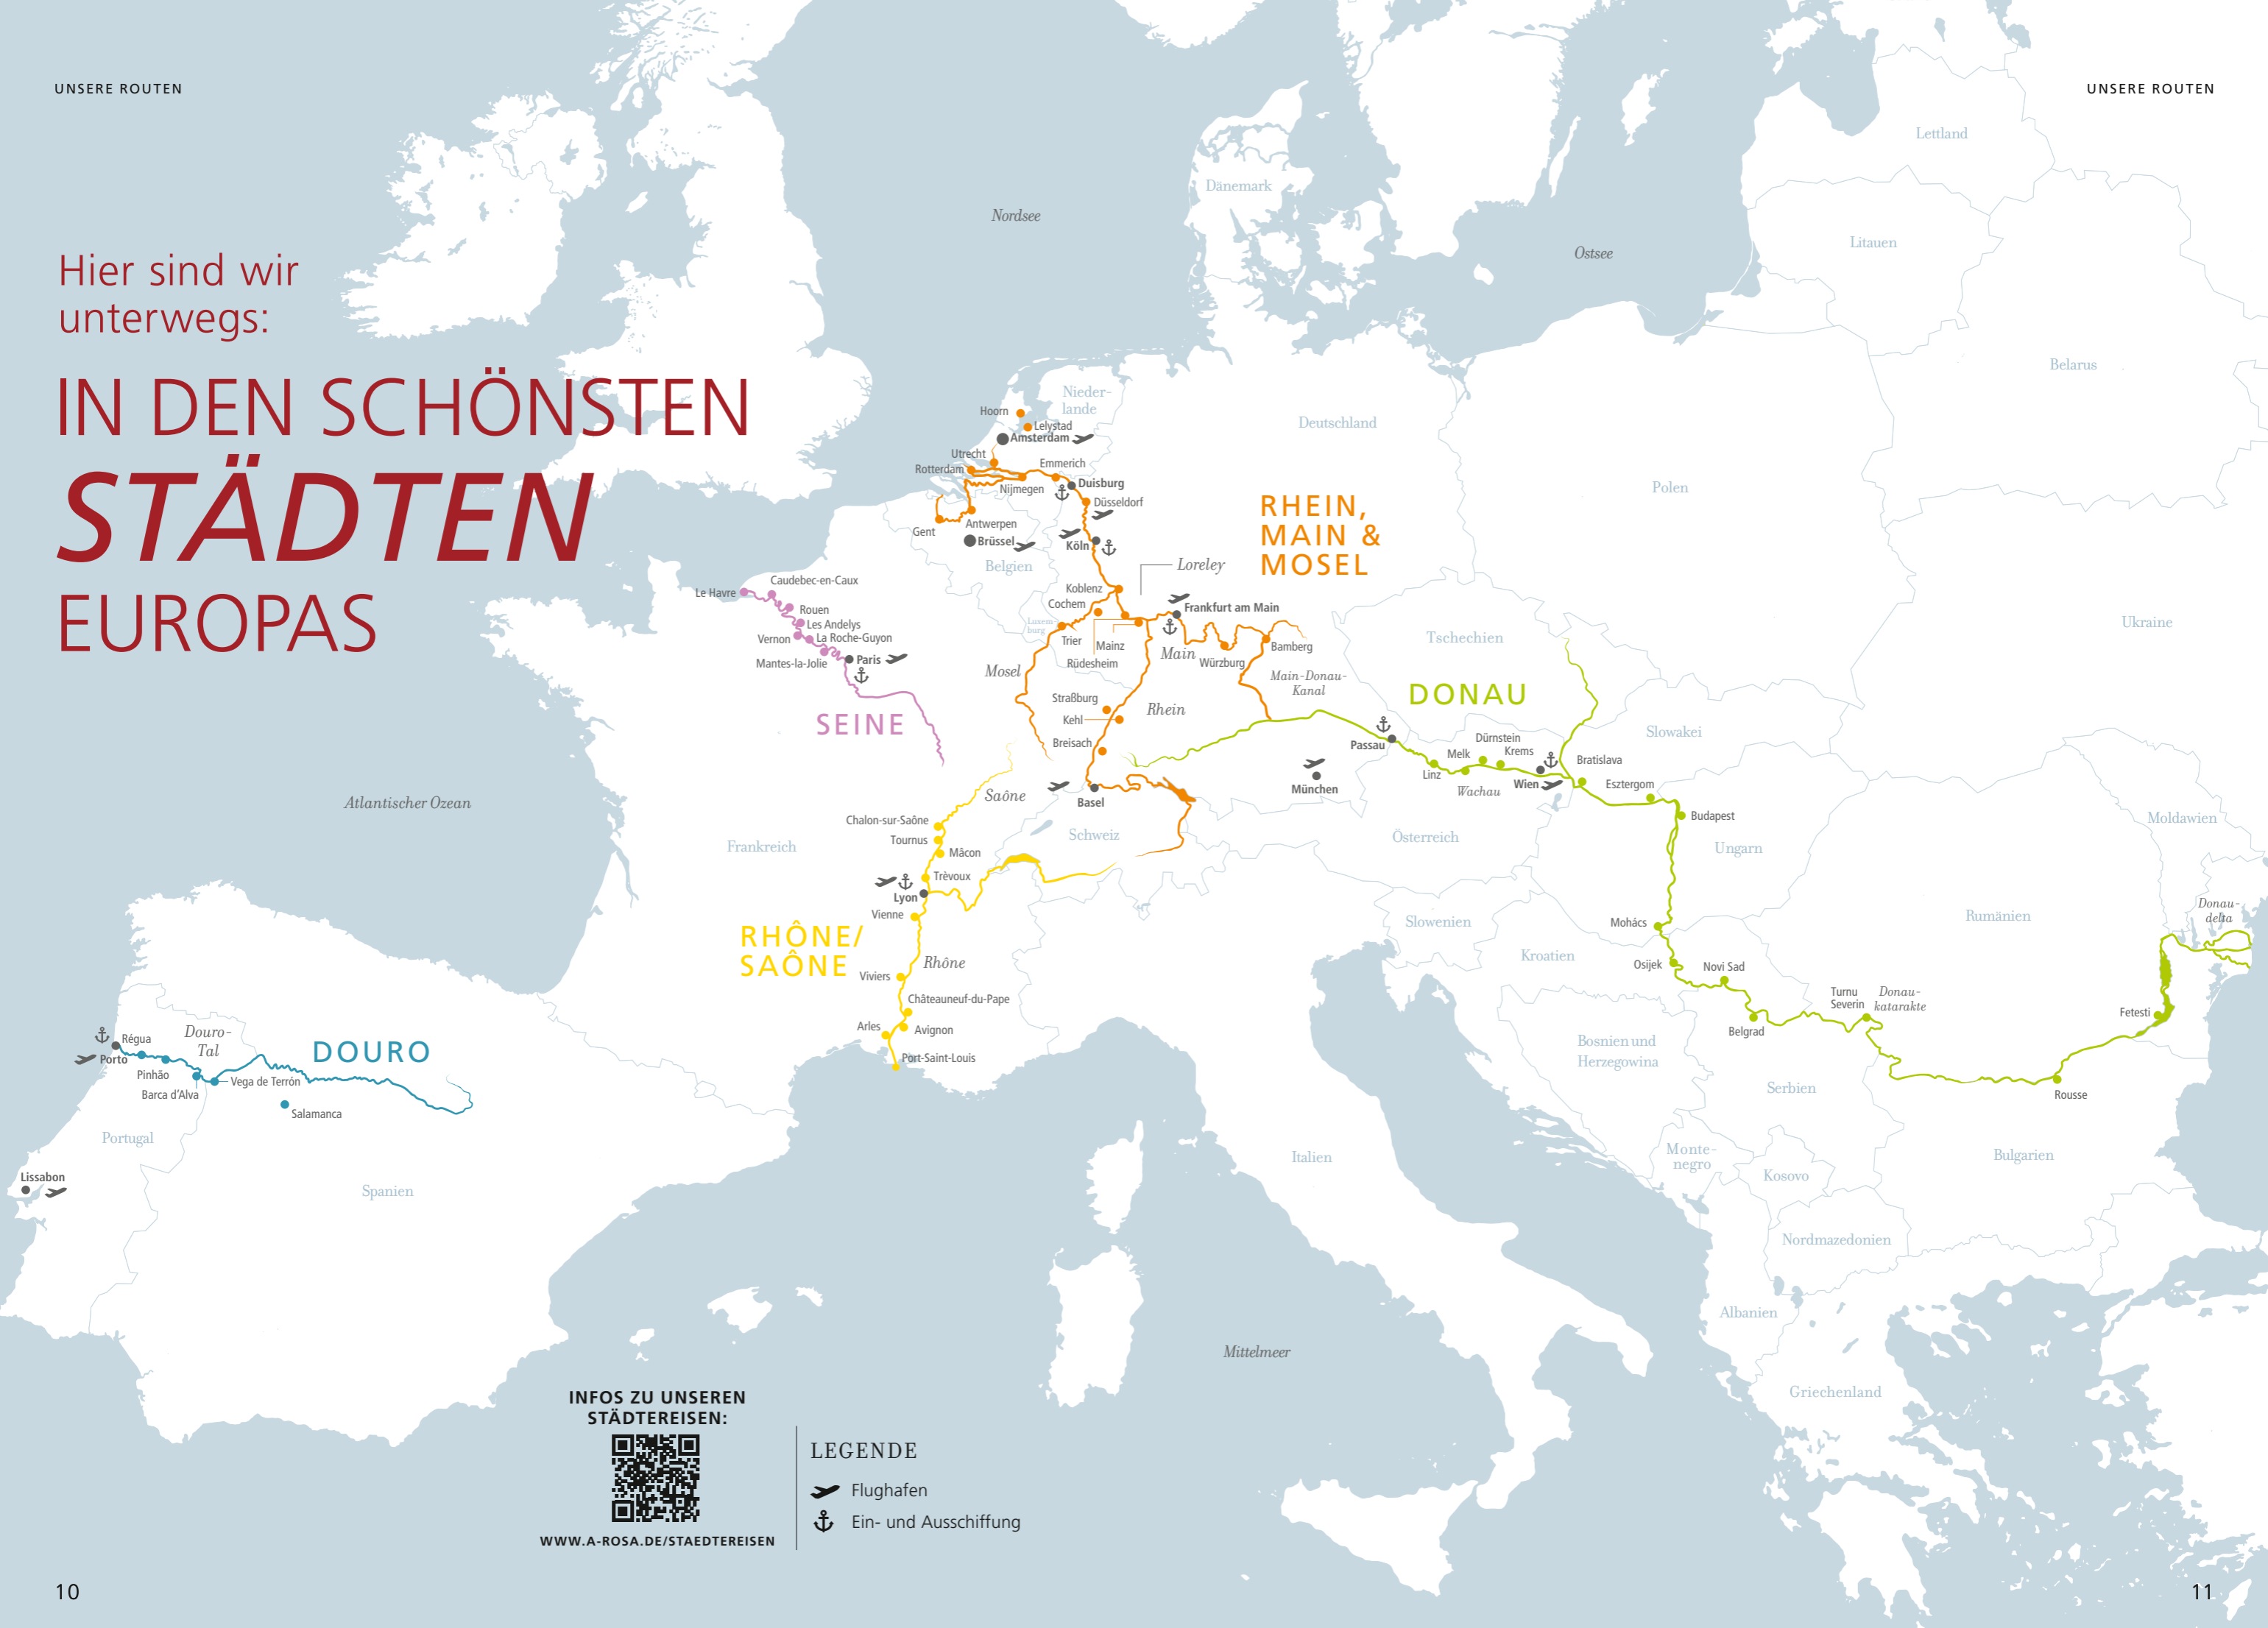 UNSERE ROUTEN
UNSERE ROUTEN
Hier sind wir
unterwegs:
IN DEN SCHÖNSTEN
STÄDTEN
EUROPAS
Nordsee
Ostsee
Atlantischer Ozean
Mittelmeer
Lettland
Litauen
Belarus
Dänemark
Nieder-
lande
Deutschland
Polen
Ukraine
Belgien
Luxem-
burg
Tschechien
Slowakei
Moldawien
Frankreich
Schweiz
Österreich
Ungarn
Rumänien
Slowenien
Kroatien
Bosnien und
Herzegowina
Serbien
Monte-
negro
Kosovo
Bulgarien
Nordmazedonien
Albanien
Griechenland
Italien
Portugal
Spanien
RHEIN,
MAIN &
MOSEL
Hoorn
Lelystad
Amsterdam
Utrecht
Rotterdam
Emmerich
Nijmegen
Duisburg
Düsseldorf
Gent
Antwerpen
Brüssel
Köln
Loreley
Koblenz
Cochem
Frankfurt am Main
Trier
Mainz
Rüdesheim
Main
Würzburg
Bamberg
Mosel
Main-Donau-
Kanal
Straßburg
Kehl
Rhein
Breisach
Basel
SEINE
Le Havre
Caudebec-en-Caux
Rouen
Les Andelys
Vernon
La Roche-Guyon
Mantes-la-Jolie
Paris
RHÔNE/
SAÔNE
Saône
Chalon-sur-Saône
Tournus
Mâcon
Trèvoux
Lyon
Vienne
Rhône
Viviers
Châteauneuf-du-Pape
Arles
Avignon
Port-Saint-Louis
DONAU
Passau
München
Linz
Melk
Dürnstein
Krems
Wachau
Wien
Bratislava
Esztergom
Budapest
Mohács
Osijek
Novi Sad
Belgrad
Turnu
Severin
Donau-
katarakte
Rousse
Fetesti
Donau-
delta
DOURO
Douro-
Tal
Régua
Porto
Pinhão
Barca d'Alva
Vega de Terrón
Salamanca
Lissabon
INFOS ZU UNSEREN
STÄDTEREISEN:
WWW.A-ROSA.DE/STAEDTEREISEN
LEGENDE
Flughafen
Ein- und Ausschiffung
10
11